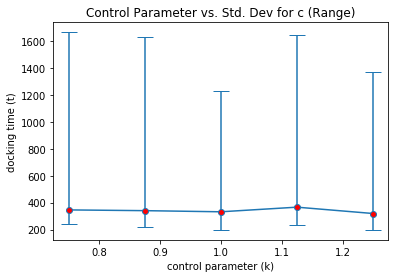 Control Parameter vs. Std. Dev for c (Range)
docking time (t)
1600
1400
1200
1000
800
600
400
200
0.8 0.9 1.0 1.1 1.2
control parameter (k)